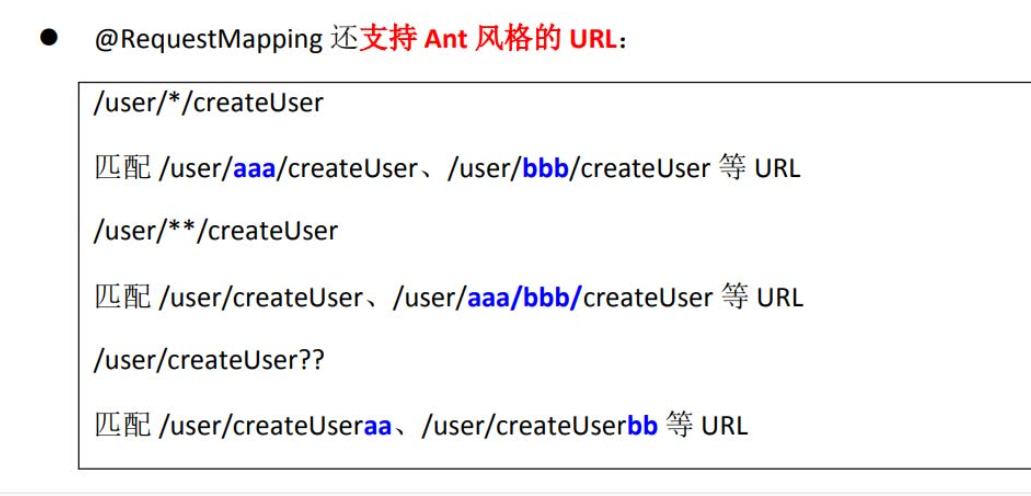 ● @RequestMapping 还支持 Ant 风格的 URL：
/user/*/createUser
匹配 /user/aaa/createUser、/user/bbb/createUser 等 URL
/user/**/createUser
匹配 /user/createUser、/user/aaa/bbb/createUser 等 URL
/user/createUser??
匹配 /user/createUseraa、/user/createUserbb 等 URL